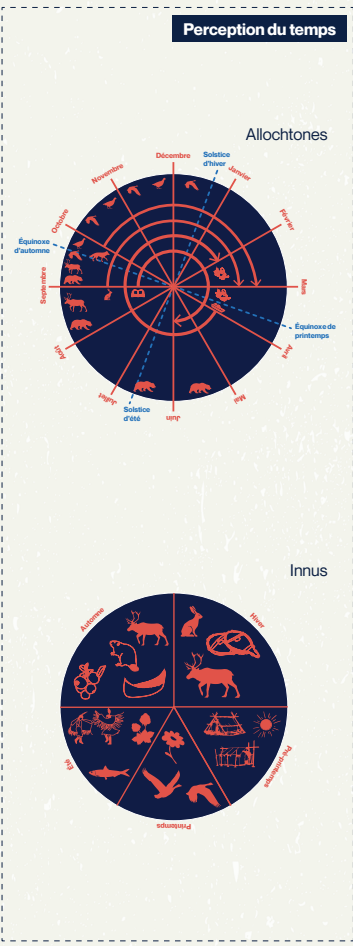 Perception du temps
Allochtones
Décembre
Solstice
d'hiver
Janvier
Février
Mars
Équinoxe de
printemps
Avril
Mai
Juin
Solstice
d'été
Juillet
Août
Septembre
Équinoxe
d'automne
Octobre
Novembre
Innus
Automne
Hiver
Pré-printemps
Printemps
Été